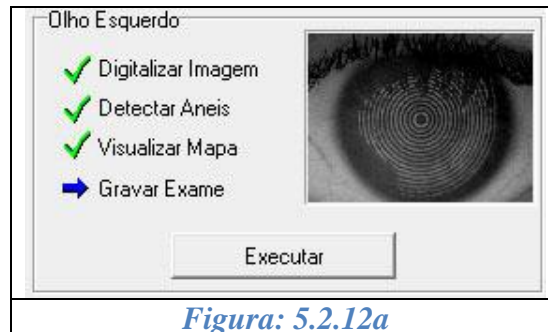 Olho Esquerdo
Digitalizar Imagem
Detectar Aneis
Visualizar Mapa
Gravar Exame
Executar
Figura: 5.2.12a